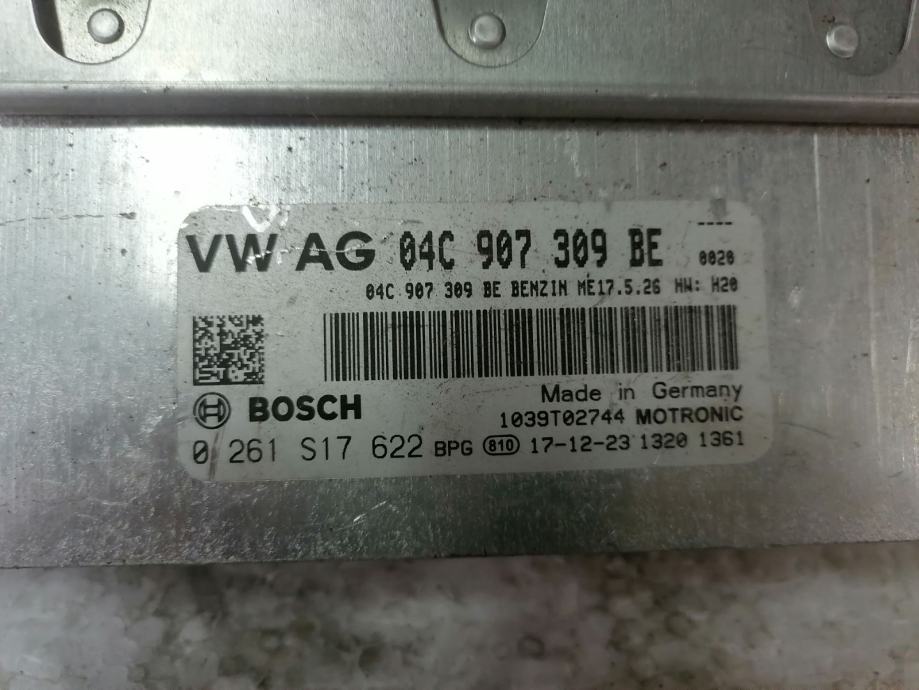 VW AG 04C 907 309 BE ----
0020
04C 907 309 BE BENZIN ME17.5.26 HW: H20
Made in Germany
BOSCH 1039T02744 MOTRONIC
0 261 S17 622 BPG 810 17-12-23 1320 1361